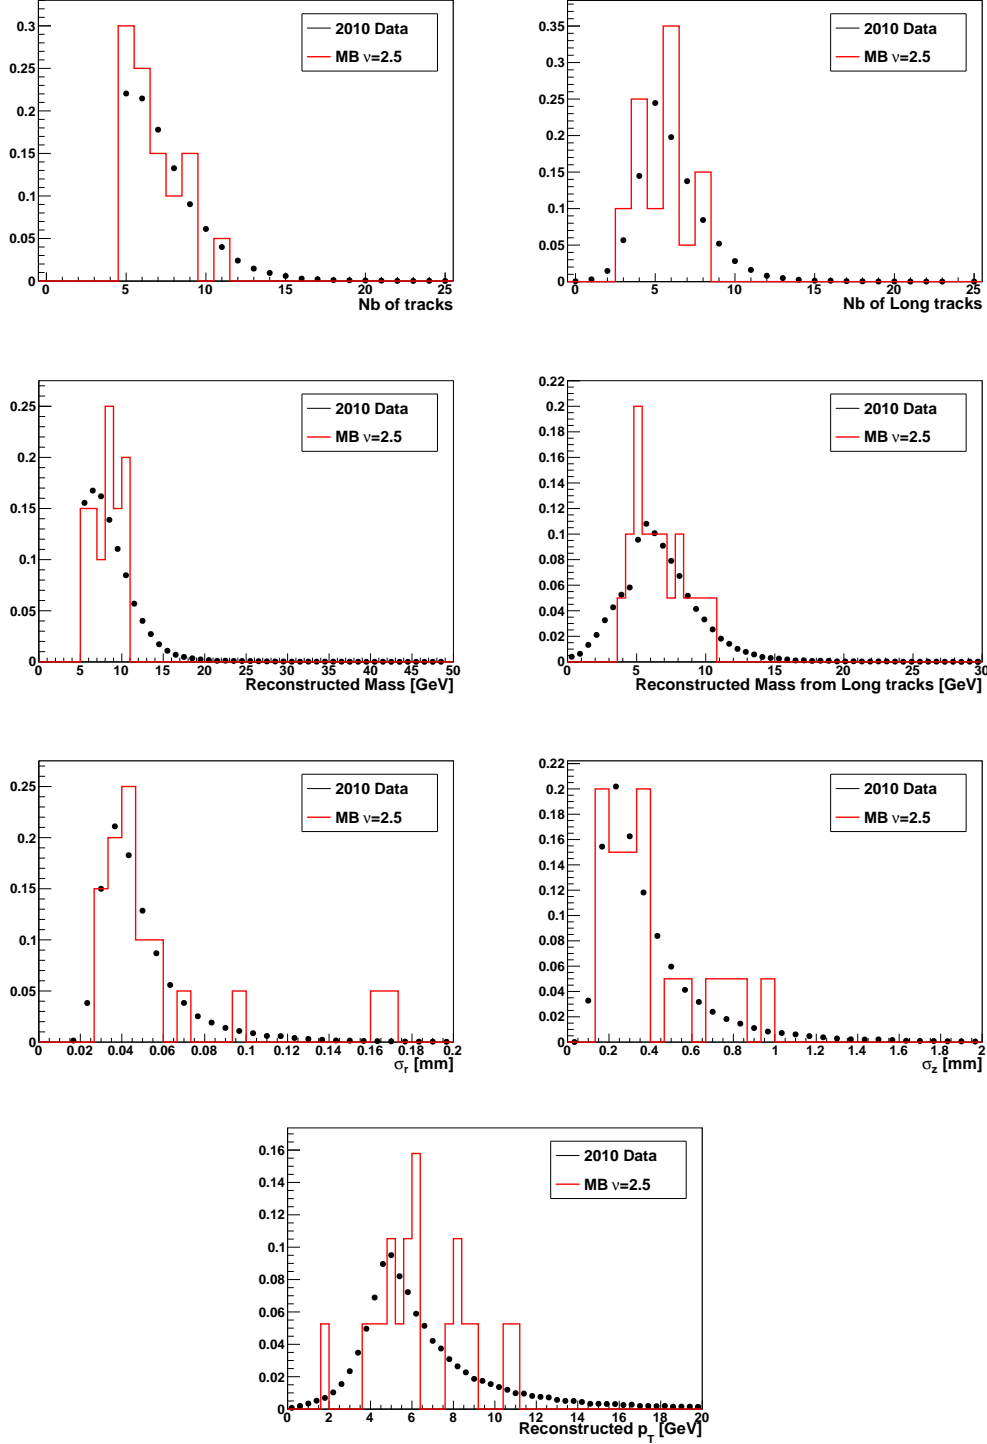 0.3
0.25
0.2
0.15
0.1
0.05
0
0 5 10 15 20 25
Nb of tracks
2010 Data
MB ν=2.5
0.35
0.3
0.25
0.2
0.15
0.1
0.05
0
0 5 10 15 20 25
Nb of Long tracks
2010 Data
MB ν=2.5
0.25
0.2
0.15
0.1
0.05
0
0 5 10 15 20 25 30 35 40 45 50
Reconstructed Mass [GeV]
2010 Data
MB ν=2.5
0.22
0.2
0.18
0.16
0.14
0.12
0.1
0.08
0.06
0.04
0.02
0
0 5 10 15 20 25 30
Reconstructed Mass from Long tracks [GeV]
2010 Data
MB ν=2.5
0.25
0.2
0.15
0.1
0.05
0
0 0.02 0.04 0.06 0.08 0.1 0.12 0.14 0.16 0.18 0.2
σr [mm]
2010 Data
MB ν=2.5
0.22
0.2
0.18
0.16
0.14
0.12
0.1
0.08
0.06
0.04
0.02
0
0 0.2 0.4 0.6 0.8 1 1.2 1.4 1.6 1.8 2
σz [mm]
2010 Data
MB ν=2.5
0.16
0.14
0.12
0.1
0.08
0.06
0.04
0.02
0
0 2 4 6 8 10 12 14 16 18 20
Reconstructed pT [GeV]
2010 Data
MB ν=2.5